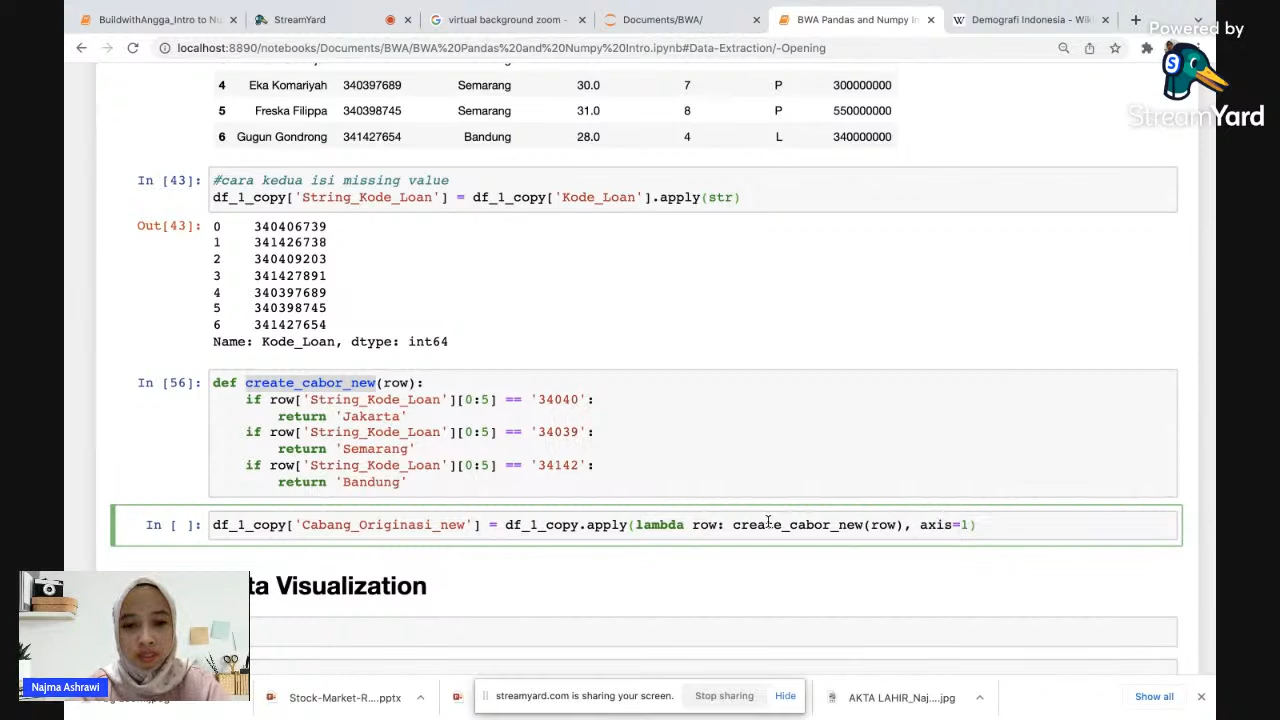 BuildwithAngga_Intro to Nu
StreamYard
virtual background zoom -
Documents/BWA/
BWA Pandas and Numpy In
Demografi Indonesia - Wiki
localhost:8890/notebooks/Documents/BWA/BWA%20Pandas%20and%20Numpy%20Intro.ipynb#Data-Extraction/-Opening
Powered by
StreamYard
4 Eka Komariyah 340397689 Semarang 30.0 7 P 300000000
5 Freska Filippa 340398745 Semarang 31.0 8 P 550000000
6 Gugun Gondrong 341427654 Bandung 28.0 4 L 340000000
In [43]: #cara kedua isi missing value
df_1_copy['String_Kode_Loan'] = df_1_copy['Kode_Loan'].apply(str)
Out[43]: 0 340406739
1 341426738
2 340409203
3 341427891
4 340397689
5 340398745
6 341427654
Name: Kode_Loan, dtype: int64
In [56]: def create_cabor_new(row):
if row['String_Kode_Loan'][0:5] == '34040':
return 'Jakarta'
if row['String_Kode_Loan'][0:5] == '34039':
return 'Semarang'
if row['String_Kode_Loan'][0:5] == '34142':
return 'Bandung'
In [ ]: df_1_copy['Cabang_Originasi_new'] = df_1_copy.apply(lambda row: create_cabor_new(row), axis=1)
ta Visualization
Najma Ashrawi
Stock-Market-R....pptx
streamyard.com is sharing your screen.
Stop sharing
Hide
AKTA LAHIR_Naj....jpg
Show all